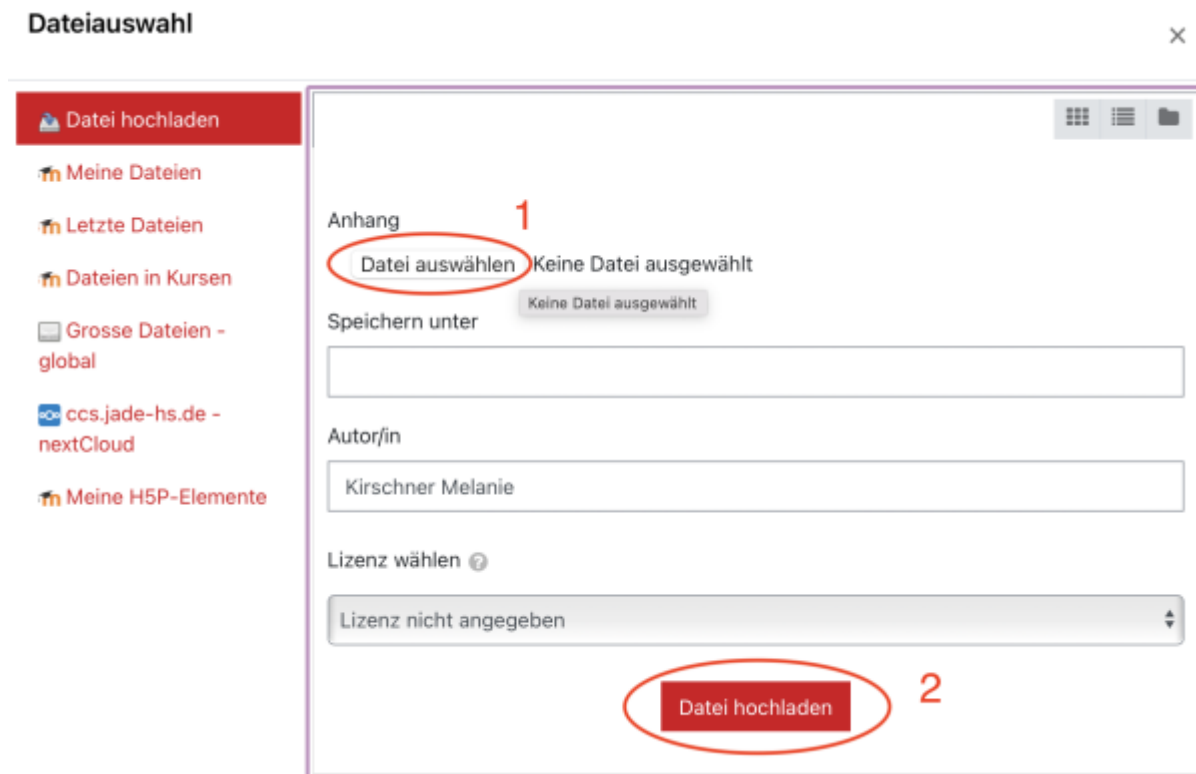 Dateiauswahl
×
Datei hochladen
Meine Dateien
Letzte Dateien
Dateien in Kursen
Grosse Dateien -
global
ccs.jade-hs.de -
nextCloud
Meine H5P-Elemente
1
Anhang
Datei auswählen Keine Datei ausgewählt
Keine Datei ausgewählt
Speichern unter
Autor/in
Kirschner Melanie
Lizenz wählen ?
Lizenz nicht angegeben
Datei hochladen
2